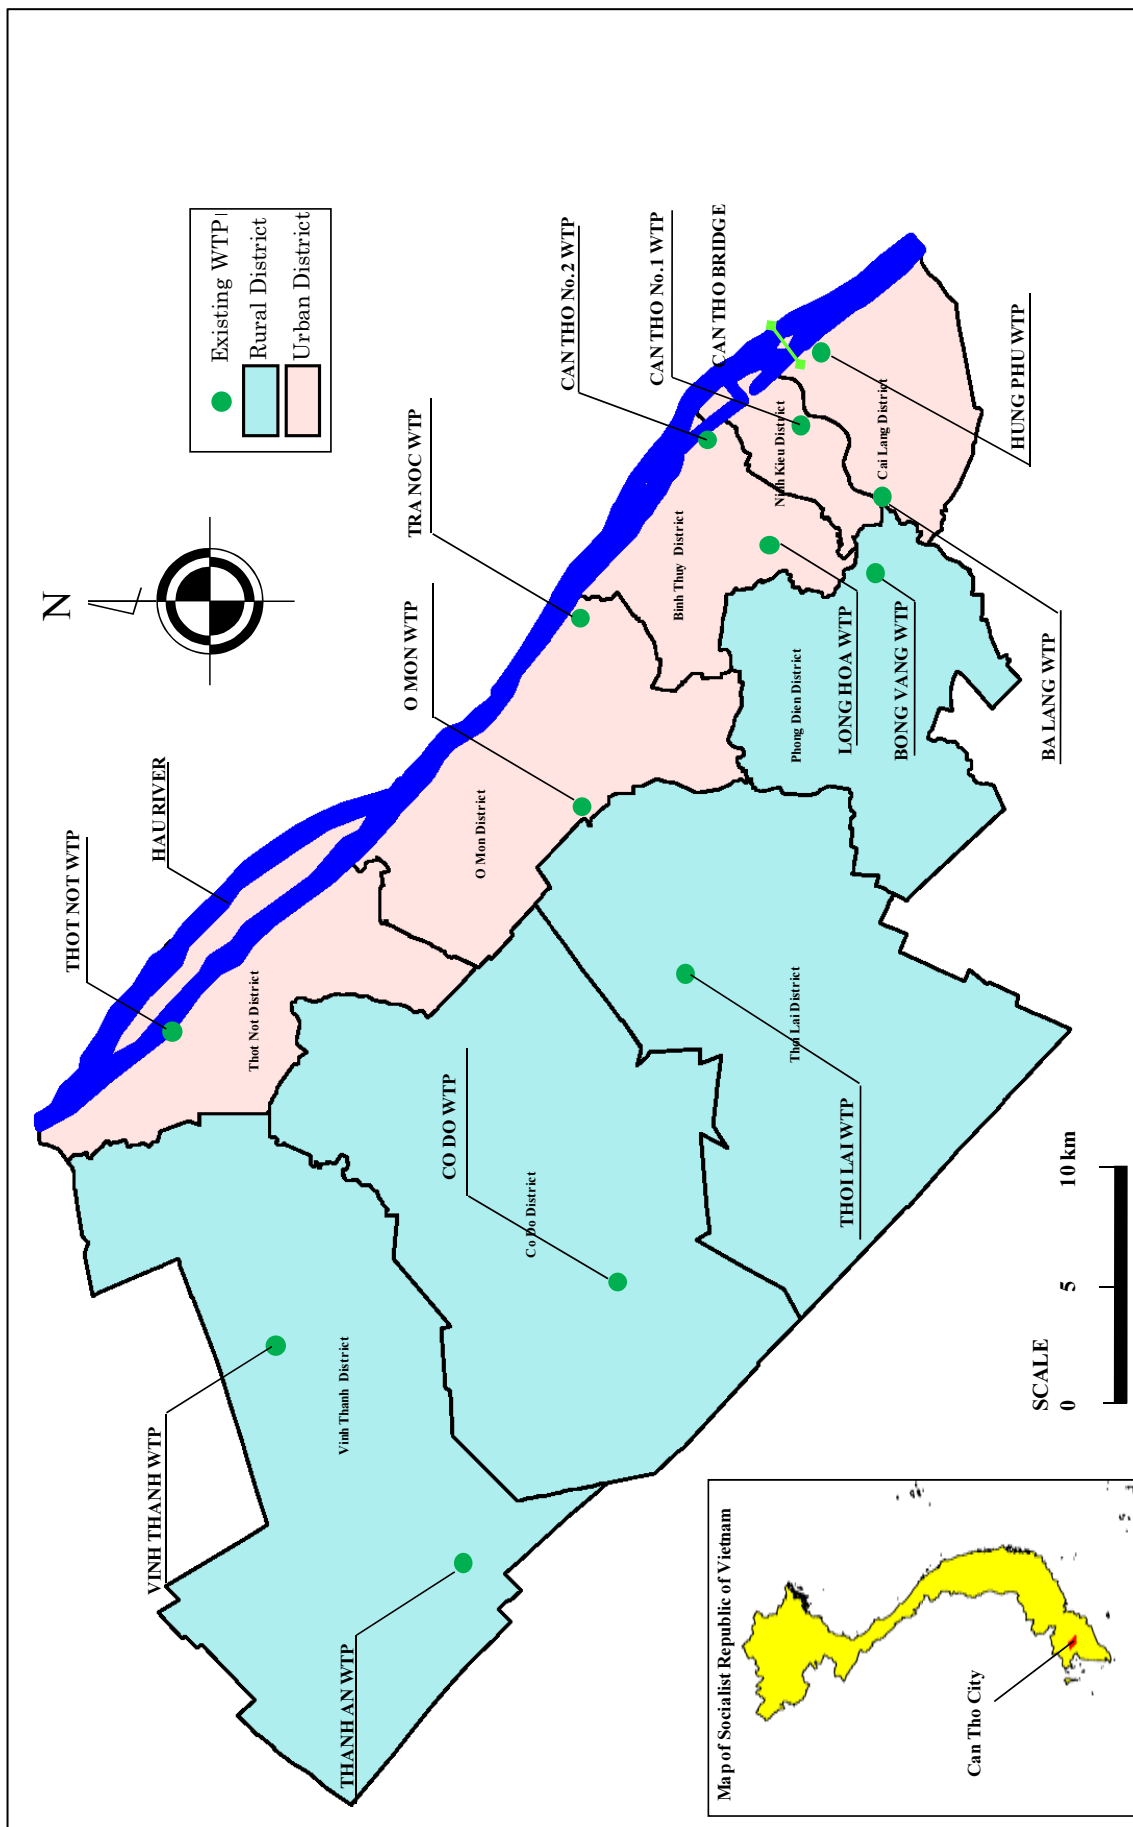 N
Existing WTP
Rural District
Urban District
THOT NOT WTP
HAU RIVER
O MON WTP
TRA NOC WTP
CAN THO No.2 WTP
CAN THO No.1 WTP
CAN THO BRIDGE
VINH THANH WTP
THANH AN WTP
CO DO WTP
Thot Not District
O Mon District
Binh Thuy District
Ninh Kieu District
Cai Lang District
Vinh Thanh District
Co Do District
Thoi Lai District
Phong Dien District
THOI LAI WTP
LONG HOA WTP
BONG VANG WTP
BA LANG WTP
HUNG PHU WTP
Map of Socialist Republic of Vietnam
Can Tho City
SCALE
0 5 10 km